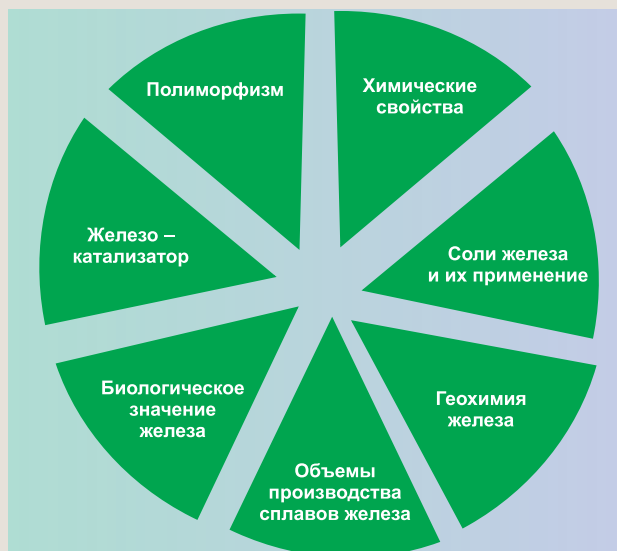 Полиморфизм
Химические
свойства
Железо –
катализатор
Соли железа
и их применение
Биологическое
значение
железа
Геохимия
железа
Объемы
производства
сплавов железа